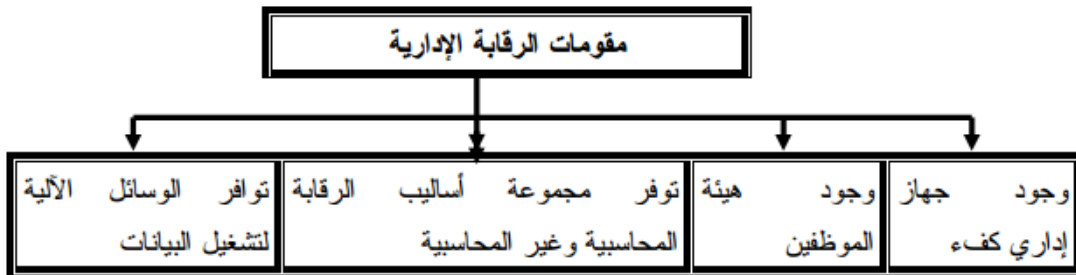 مقومات الرقابة الإدارية
وجود جهاز
إداري كفء
وجود هيئة
الموظفين
توفر مجموعة أساليب الرقابة
المحاسبية وغير المحاسبية
توافر الوسائل الآلية
لتشغيل البيانات